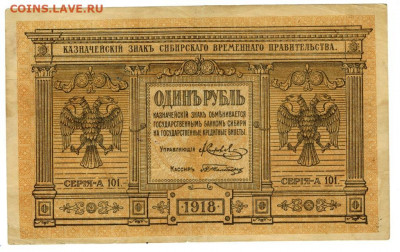 COINS.LAVE.RU
КАЗНАЧЕЙСКІЙ ЗНАКЪ СИБИРСКАГО ВРЕМЕННАГО ПРАВИТЕЛЬСТВА.
ОДИНЪ РУБЛЬ
КАЗНАЧЕЙСКІЙ ЗНАКЪ ОБМѢНИВАЕТСЯ
ГОСУДАРСТВЕННЫМЪ БАНКОМЪ СИБИРИ
НА ГОСУДАРСТВЕННЫЕ КРЕДИТНЫЕ БИЛЕТЫ.
УПРАВЛЯЮЩІЙ
КАССИРЪ
СЕРІЯ-А 101.
СЕРІЯ-А 101.
1918